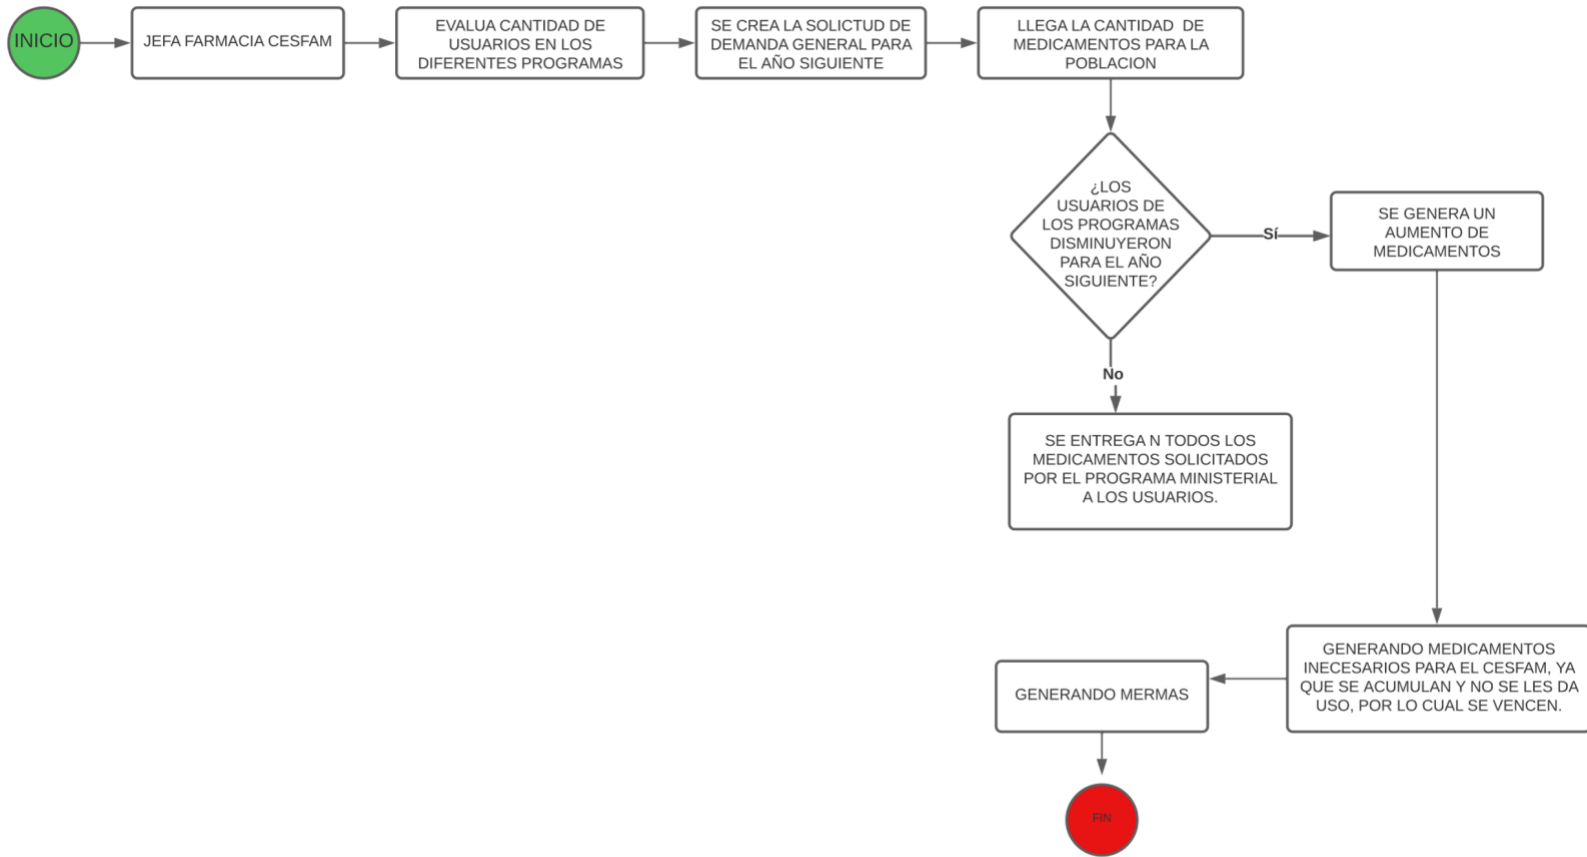 INICIO
JEFA FARMACIA CESFAM
EVALUA CANTIDAD DE
USUARIOS EN LOS
DIFERENTES PROGRAMAS
SE CREA LA SOLICTUD DE
DEMANDA GENERAL PARA
EL AÑO SIGUIENTE
LLEGA LA CANTIDAD DE
MEDICAMENTOS PARA LA
POBLACION
¿LOS
USUARIOS DE
LOS PROGRAMAS
DISMINUYERON
PARA EL AÑO
SIGUIENTE?
Sí
SE GENERA UN
AUMENTO DE
MEDICAMENTOS
No
SE ENTREGA N TODOS LOS
MEDICAMENTOS SOLICITADOS
POR EL PROGRAMA MINISTERIAL
A LOS USUARIOS.
GENERANDO MEDICAMENTOS
INECESARIOS PARA EL CESFAM, YA
QUE SE ACUMULAN Y NO SE LES DA
USO, POR LO CUAL SE VENCEN.
GENERANDO MERMAS
FIN